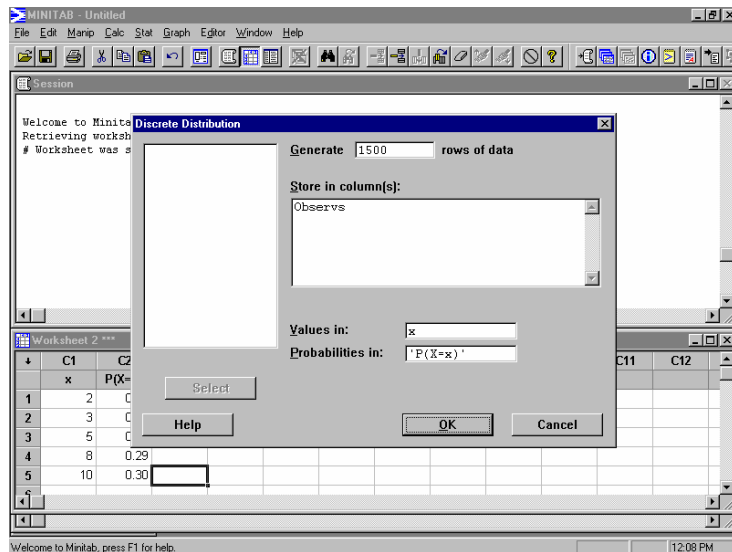 MINITAB - Untitled
File Edit Manip Calc Stat Graph Editor Window Help
Session
Welcome to Minita
Retrieving worksh
# Worksheet was s
Discrete Distribution
Generate 1500 rows of data
Store in column(s):
Observs
Values in: x
Probabilities in: 'P(X=x)'
Select
Help OK Cancel
Worksheet 2 ***
C1 C2 C11 C12
x P(X=
1 2 0
2 3 0
3 5 0
4 8 0.29
5 10 0.30
Welcome to Minitab, press F1 for help. 12:08 PM